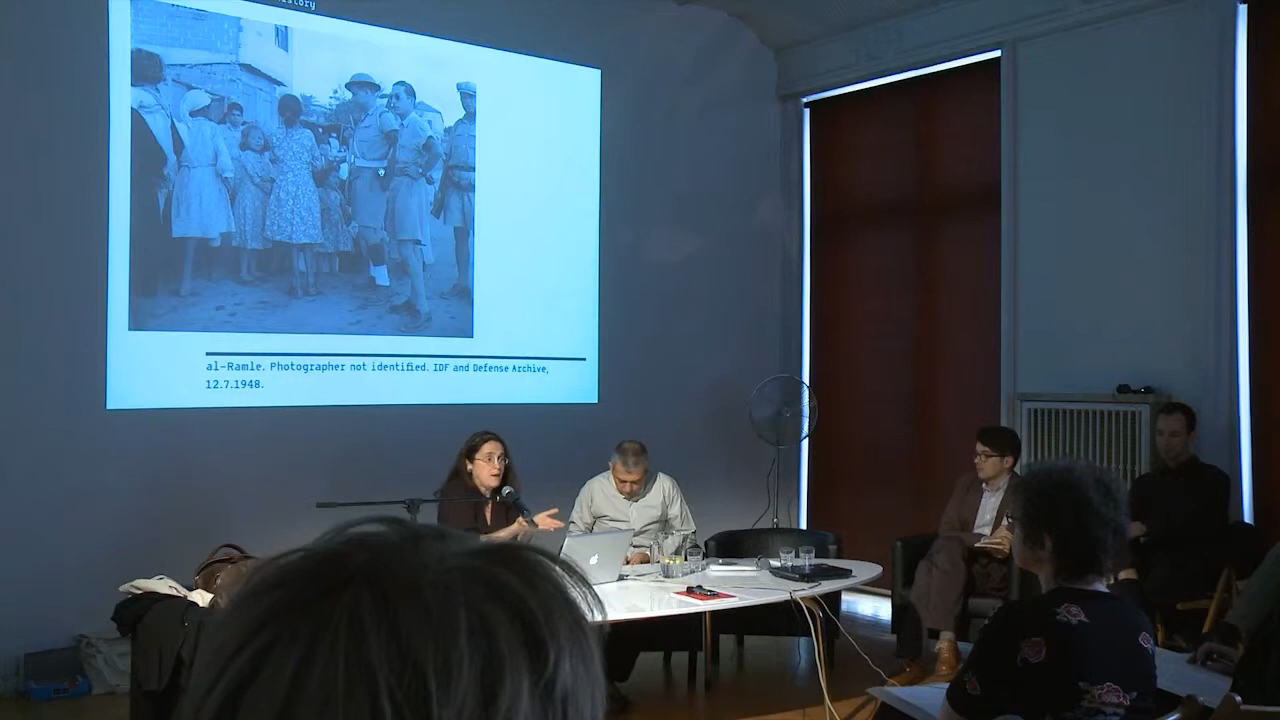 al-Ramle. Photographer not identified. IDF and Defense Archive,
12.7.1948.